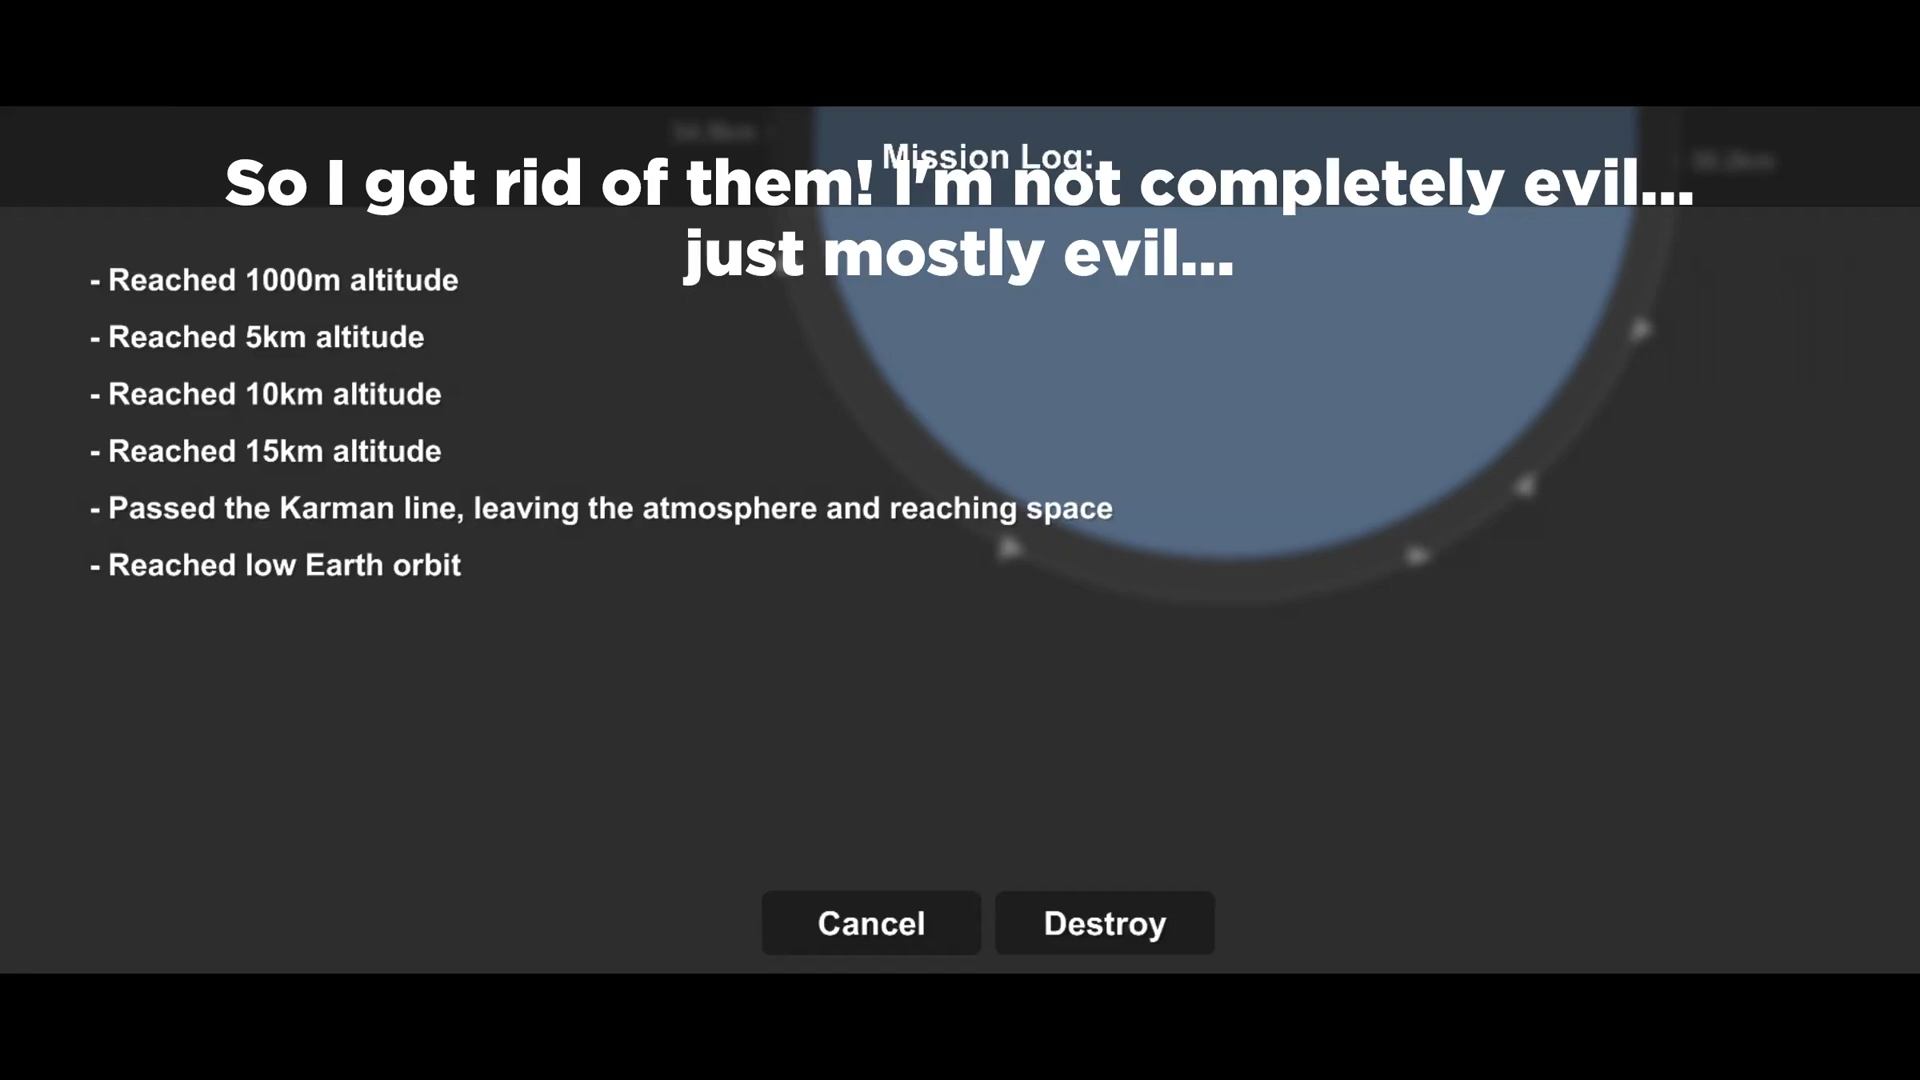 Mission Log:
So I got rid of them! I'm not completely evil...
just mostly evil...
- Reached 1000m altitude
- Reached 5km altitude
- Reached 10km altitude
- Reached 15km altitude
- Passed the Karman line, leaving the atmosphere and reaching space
- Reached low Earth orbit
Cancel
Destroy